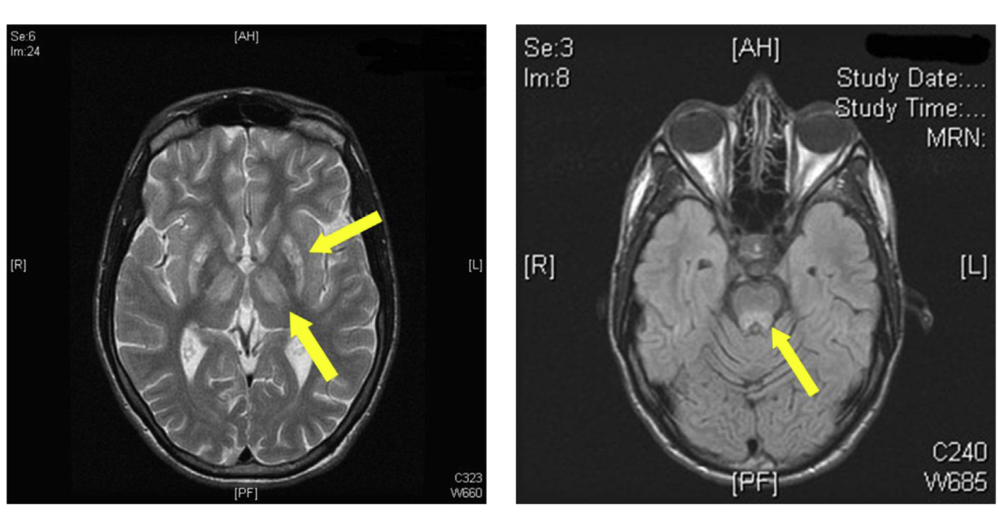 Se:6
Im:24
[AH]
[R]
[L]
C323
W660
[PF]
Se:3
Im:8
[AH]
Study Date:...
Study Time:...
MRN:
[R]
[L]
C240
W685
[PF]